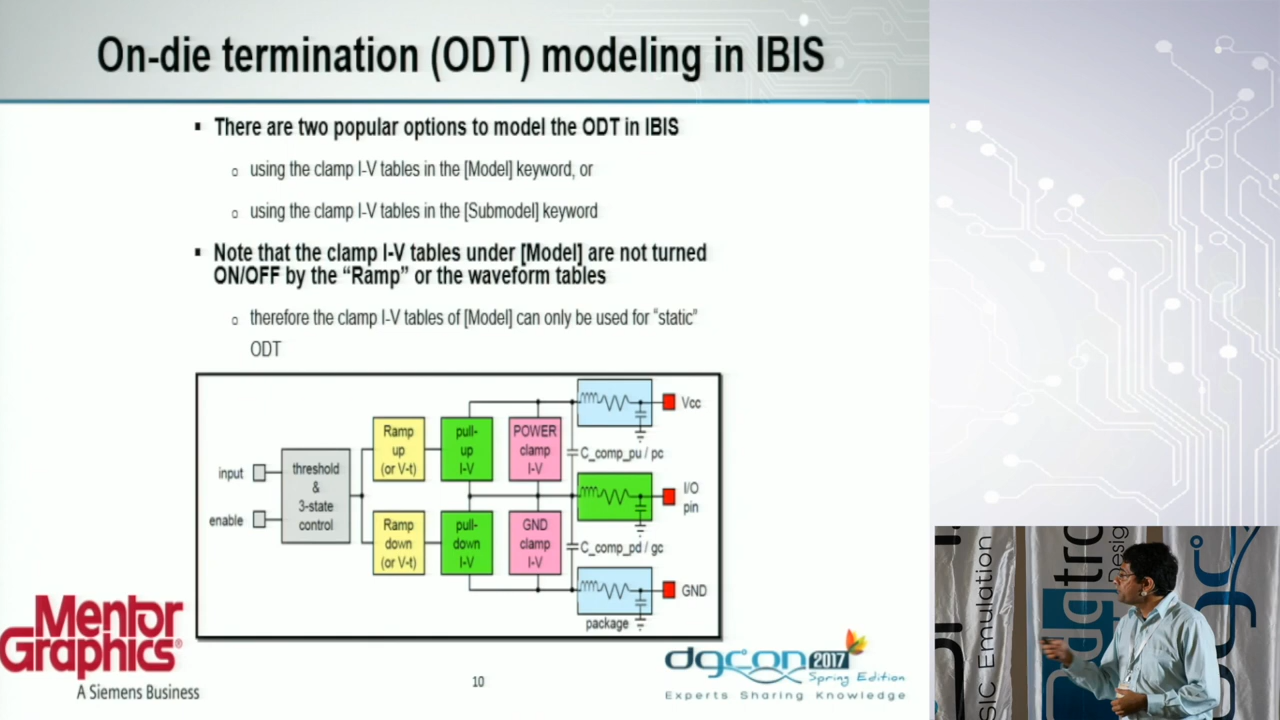 On-die termination (ODT) modeling in IBIS
▪ There are two popular options to model the ODT in IBIS
o using the clamp I-V tables in the [Model] keyword, or
o using the clamp I-V tables in the [Submodel] keyword
▪ Note that the clamp I-V tables under [Model] are not turned
ON/OFF by the “Ramp” or the waveform tables
o therefore the clamp I-V tables of [Model] can only be used for “static”
ODT
input
enable
threshold
&
3-state
control
Ramp
up
(or V-t)
Ramp
down
(or V-t)
pull-
up
I-V
pull-
down
I-V
POWER
clamp
I-V
GND
clamp
I-V
C_comp_pu / pc
C_comp_pd / gc
Vcc
I/O
pin
GND
package
Mentor
Graphics®
A Siemens Business
10
dgcon 2017
Spring Edition
Experts Sharing Knowledge
SIC Emulation
Desig